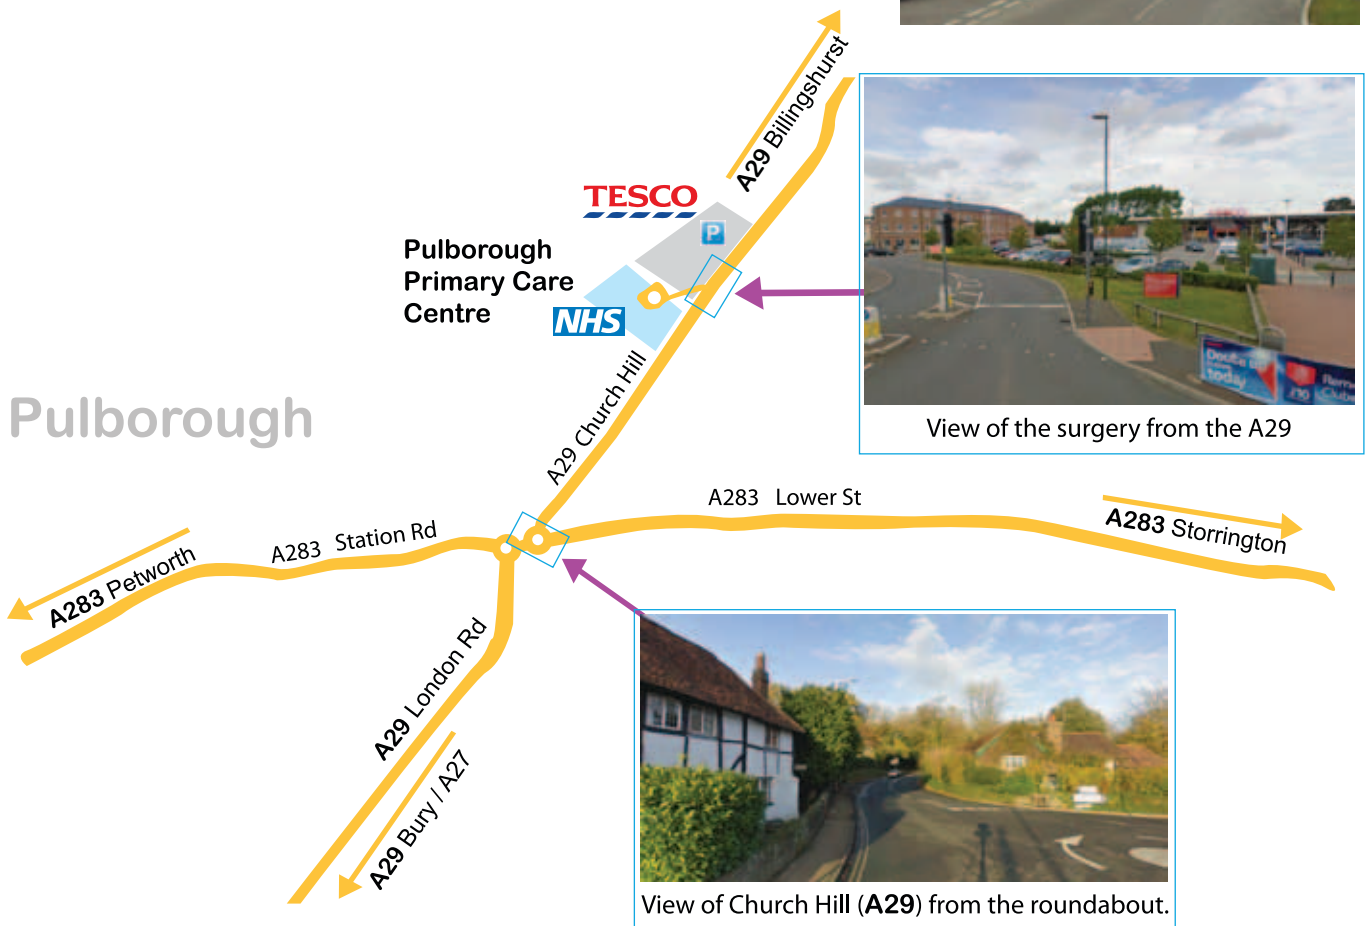 A29 Billingshurst
TESCO
P
Pulborough
Primary Care
Centre
NHS
A29 Church Hill
today
View of the surgery from the A29
Pulborough
A283 Lower St
A283 Storrington
A283 Station Rd
A283 Petworth
A29 London Rd
A29 Bury / A27
View of Church Hill (A29) from the roundabout.